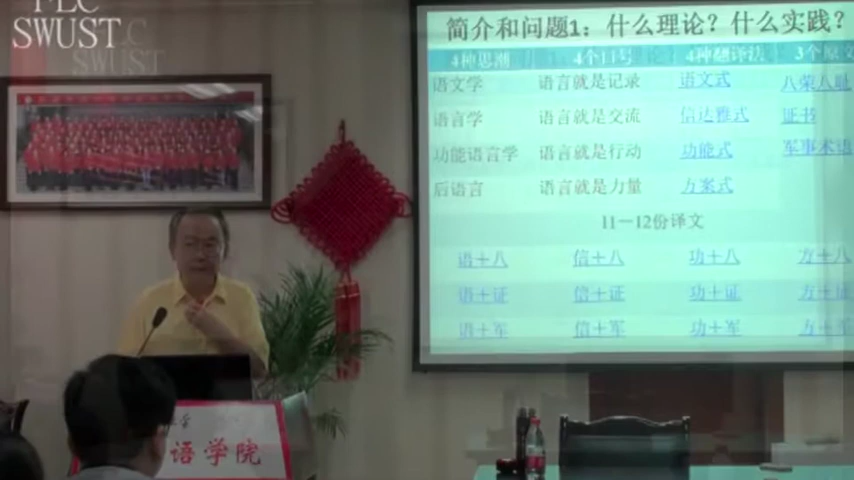 FLC
SWUST
SWUST
简介和问题1：什么理论？什么实践？
4种思潮 4个口号 4种翻译法 3个原文
语文学 语言就是记录 语文式 八荣八耻
语言学 语言就是交流 信达雅式 证书
功能语言学 语言就是行动 功能式 军事术语
后语言 语言就是力量 方案式
11－12份译文
语＋八 信＋八 功＋八 方＋八
语＋证 信＋证 功＋证 方＋证
语＋军 信＋军 功＋军 方＋军
语学院